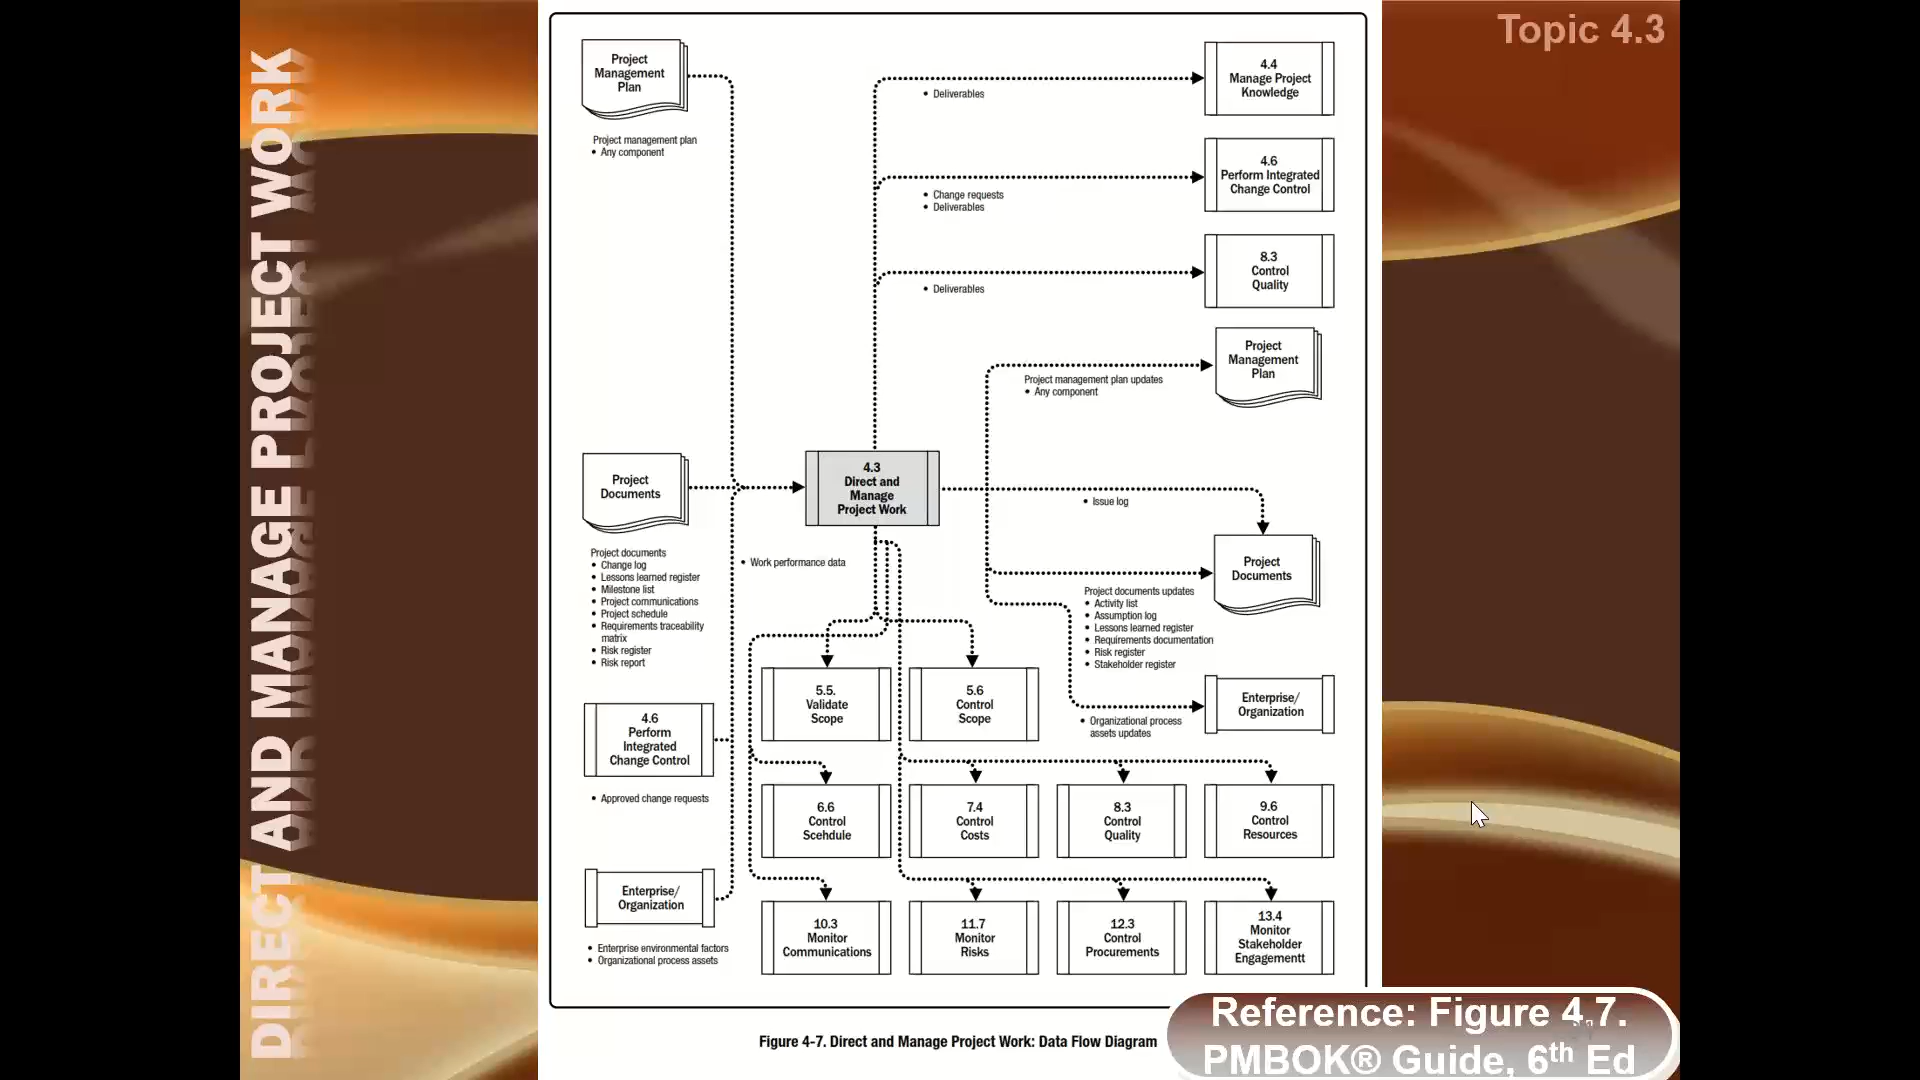 DIRECT AND MANAGE PROJECT WORK
Topic 4.3
Project
Management
Plan
Project management plan
• Any component
4.4
Manage Project
Knowledge
• Deliverables
4.6
Perform Integrated
Change Control
• Change requests
• Deliverables
8.3
Control
Quality
• Deliverables
Project
Management
Plan
Project management plan updates
• Any component
Project
Documents
4.3
Direct and
Manage
Project Work
• Issue log
Project
Documents
Project documents
• Change log
• Lessons learned register
• Milestone list
• Project communications
• Project schedule
• Requirements traceability
matrix
• Risk register
• Risk report
• Work performance data
Project documents updates
• Activity list
• Assumption log
• Lessons learned register
• Requirements documentation
• Risk register
• Stakeholder register
5.5.
Validate
Scope
5.6
Control
Scope
Enterprise/
Organization
• Organizational process
assets updates
4.6
Perform
Integrated
Change Control
• Approved change requests
6.6
Control
Scehdule
7.4
Control
Costs
8.3
Control
Quality
9.6
Control
Resources
Enterprise/
Organization
• Enterprise environmental factors
• Organizational process assets
10.3
Monitor
Communications
11.7
Monitor
Risks
12.3
Control
Procurements
13.4
Monitor
Stakeholder
Engagementt
Figure 4-7. Direct and Manage Project Work: Data Flow Diagram
Reference: Figure 4.7.
PMBOK® Guide, 6th Ed